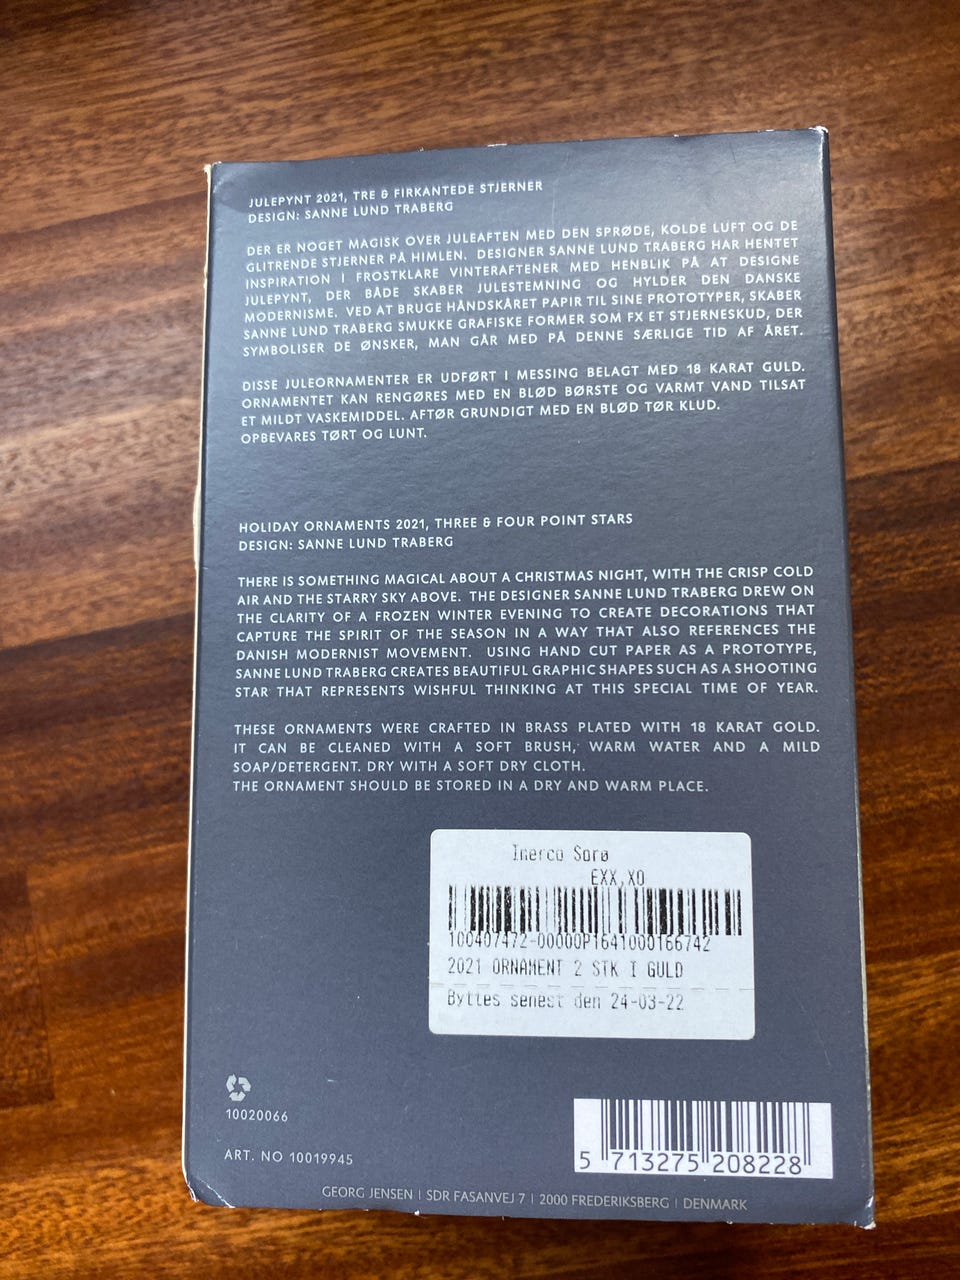 JULEPYNT 2021, TRE & FIRKANTEDE STJERNER
DESIGN: SANNE LUND TRABERG
DER ER NOGET MAGISK OVER JULEAFTEN MED DEN SPRØDE, KOLDE LUFT OG DE
GLITRENDE STJERNER PÅ HIMLEN. DESIGNER SANNE LUND TRABERG HAR HENTET
INSPIRATION I FROSTKLARE VINTERAFTENER MED HENBLIK PÅ AT DESIGNE
JULEPYNT, DER BÅDE SKABER JULESTEMNING OG HYLDER DEN DANSKE
MODERNISME. VED AT BRUGE HÅNDSKÅRET PAPIR TIL SINE PROTOTYPER, SKABER
SANNE LUND TRABERG SMUKKE GRAFISKE FORMER SOM FX ET STJERNESKUD, DER
SYMBOLISER DE ØNSKER, MAN GÅR MED PÅ DENNE SÆRLIGE TID AF ÅRET.
DISSE JULEORNAMENTER ER UDFØRT I MESSING BELAGT MED 18 KARAT GULD.
ORNAMENTET KAN RENGØRES MED EN BLØD BØRSTE OG VARMT VAND TILSAT
ET MILDT VASKEMIDDEL. AFTØR GRUNDIGT MED EN BLØD TØR KLUD.
OPBEVARES TØRT OG LUNT.
HOLIDAY ORNAMENTS 2021, THREE & FOUR POINT STARS
DESIGN: SANNE LUND TRABERG
THERE IS SOMETHING MAGICAL ABOUT A CHRISTMAS NIGHT, WITH THE CRISP COLD
AIR AND THE STARRY SKY ABOVE. THE DESIGNER SANNE LUND TRABERG DREW ON
THE CLARITY OF A FROZEN WINTER EVENING TO CREATE DECORATIONS THAT
CAPTURE THE SPIRIT OF THE SEASON IN A WAY THAT ALSO REFERENCES THE
DANISH MODERNIST MOVEMENT. USING HAND CUT PAPER AS A PROTOTYPE,
SANNE LUND TRABERG CREATES BEAUTIFUL GRAPHIC SHAPES SUCH AS A SHOOTING
STAR THAT REPRESENTS WISHFUL THINKING AT THIS SPECIAL TIME OF YEAR.
THESE ORNAMENTS WERE CRAFTED IN BRASS PLATED WITH 18 KARAT GOLD.
IT CAN BE CLEANED WITH A SOFT BRUSH, WARM WATER AND A MILD
SOAP/DETERGENT. DRY WITH A SOFT DRY CLOTH.
THE ORNAMENT SHOULD BE STORED IN A DRY AND WARM PLACE.
Imerco Sorø
EXX,XO
100407472-00000P1641000166742
2021 ORNAMENT 2 STK I GULD
Byttes senest den 24-03-22
10020066
ART. NO 10019945
5 713275 208228
GEORG JENSEN | SDR FASANVEJ 7 | 2000 FREDERIKSBERG | DENMARK